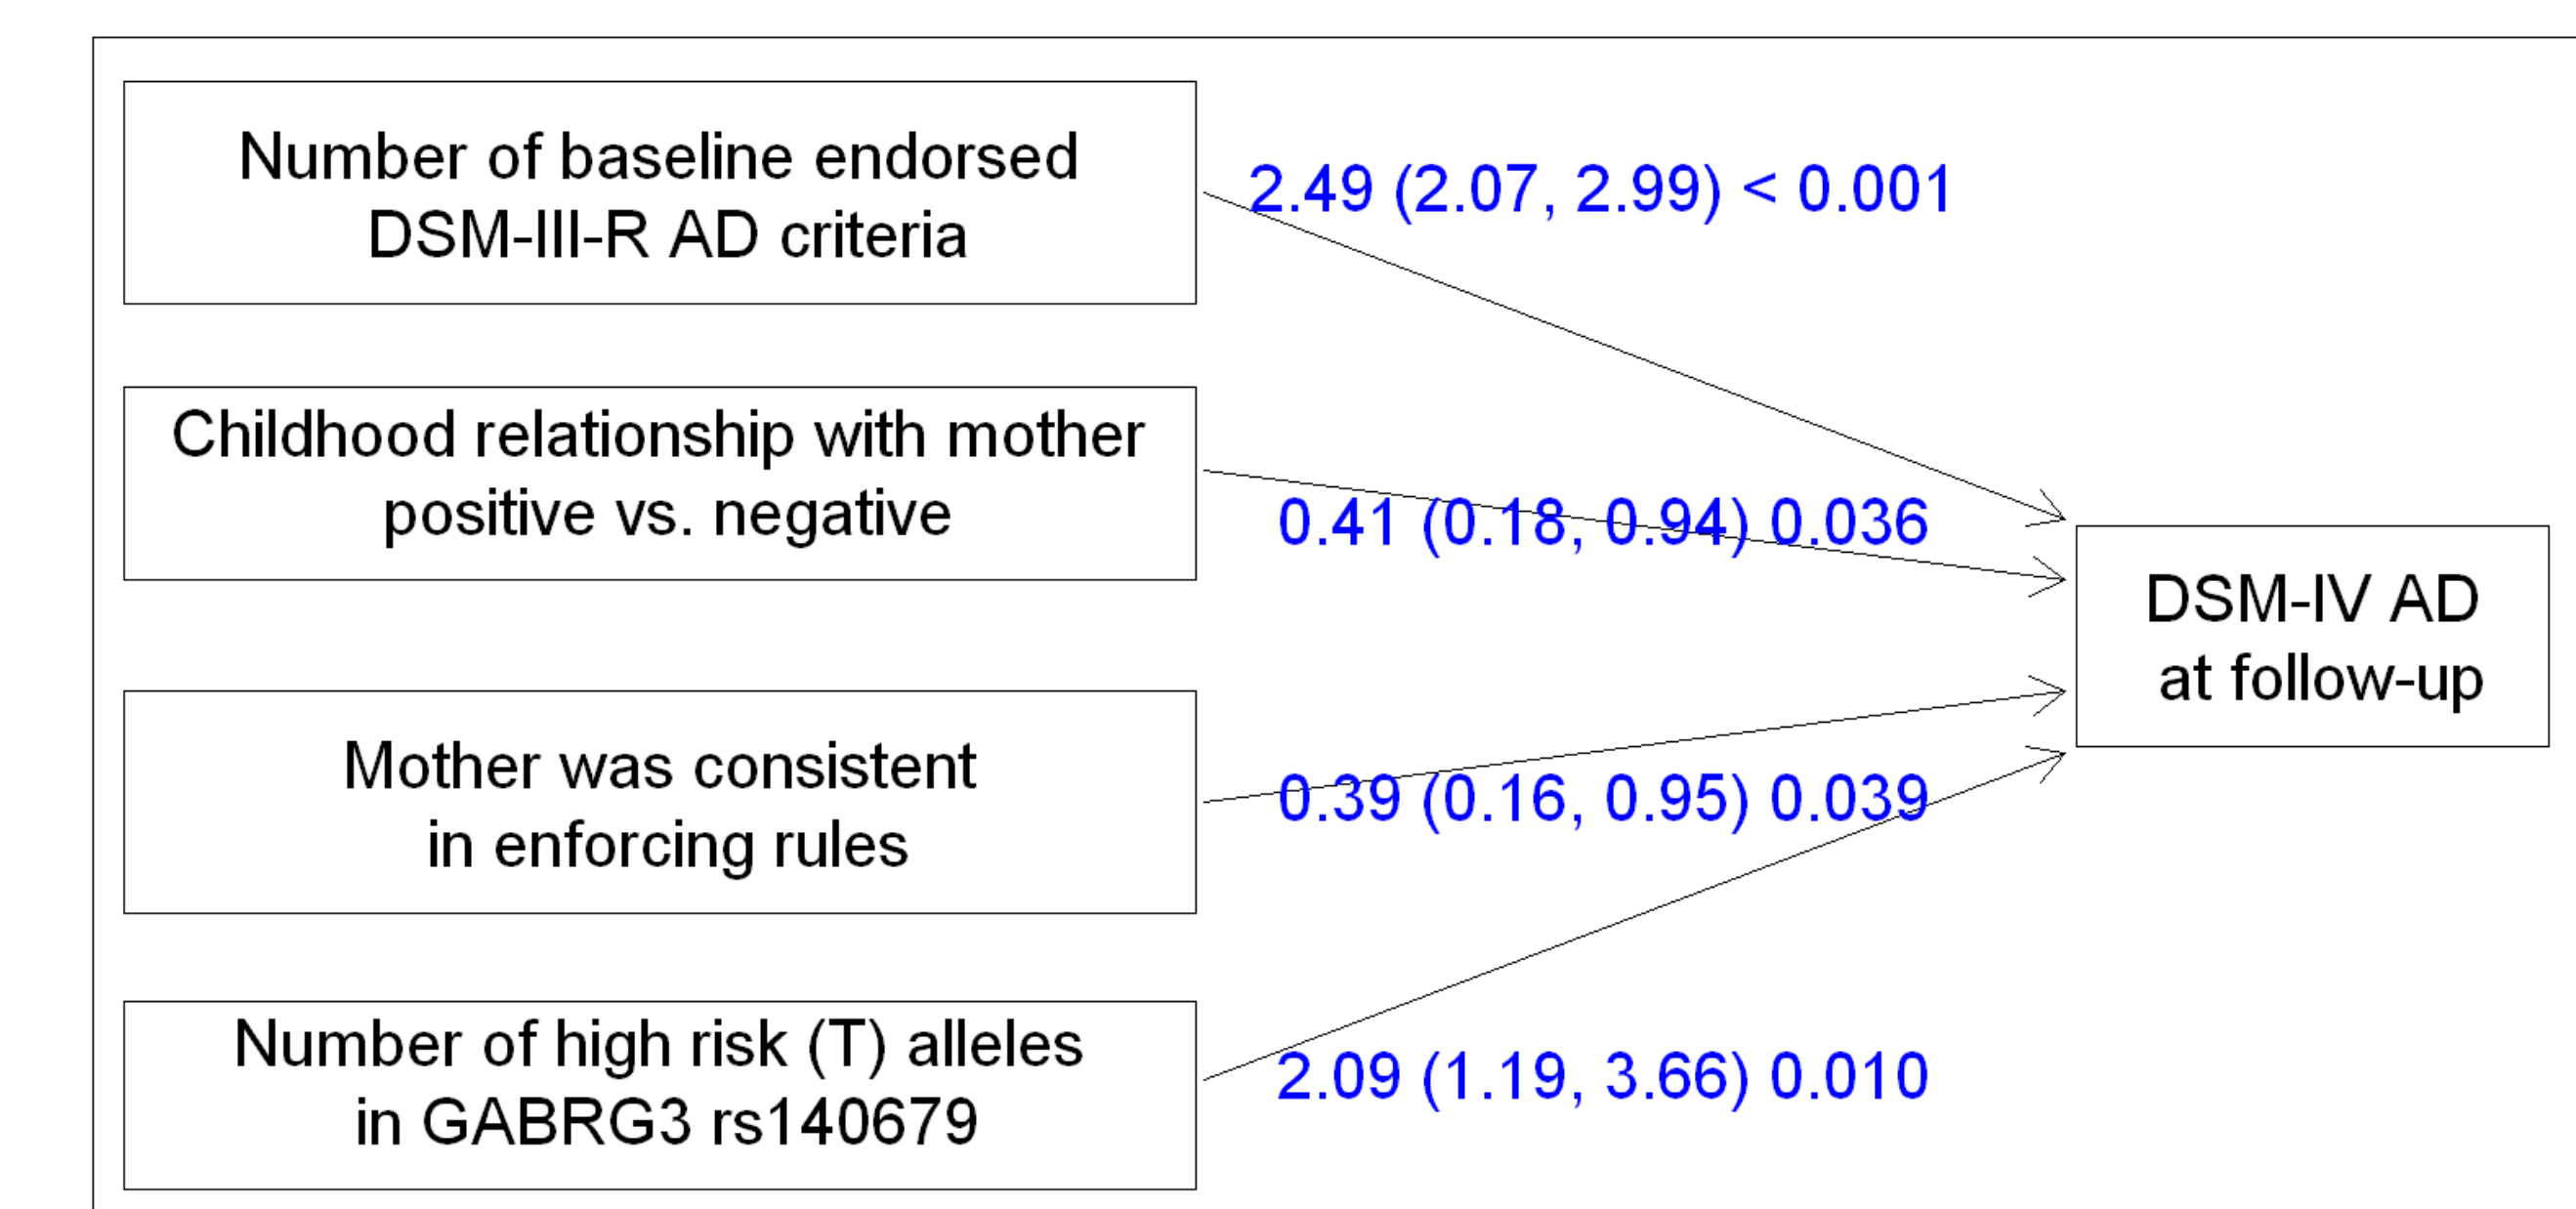 Number of baseline endorsed
DSM-III-R AD criteria
2.49 (2.07, 2.99) < 0.001
Childhood relationship with mother
positive vs. negative
0.41 (0.18, 0.94) 0.036
DSM-IV AD
at follow-up
Mother was consistent
in enforcing rules
0.39 (0.16, 0.95) 0.039
Number of high risk (T) alleles
in GABRG3 rs140679
2.09 (1.19, 3.66) 0.010